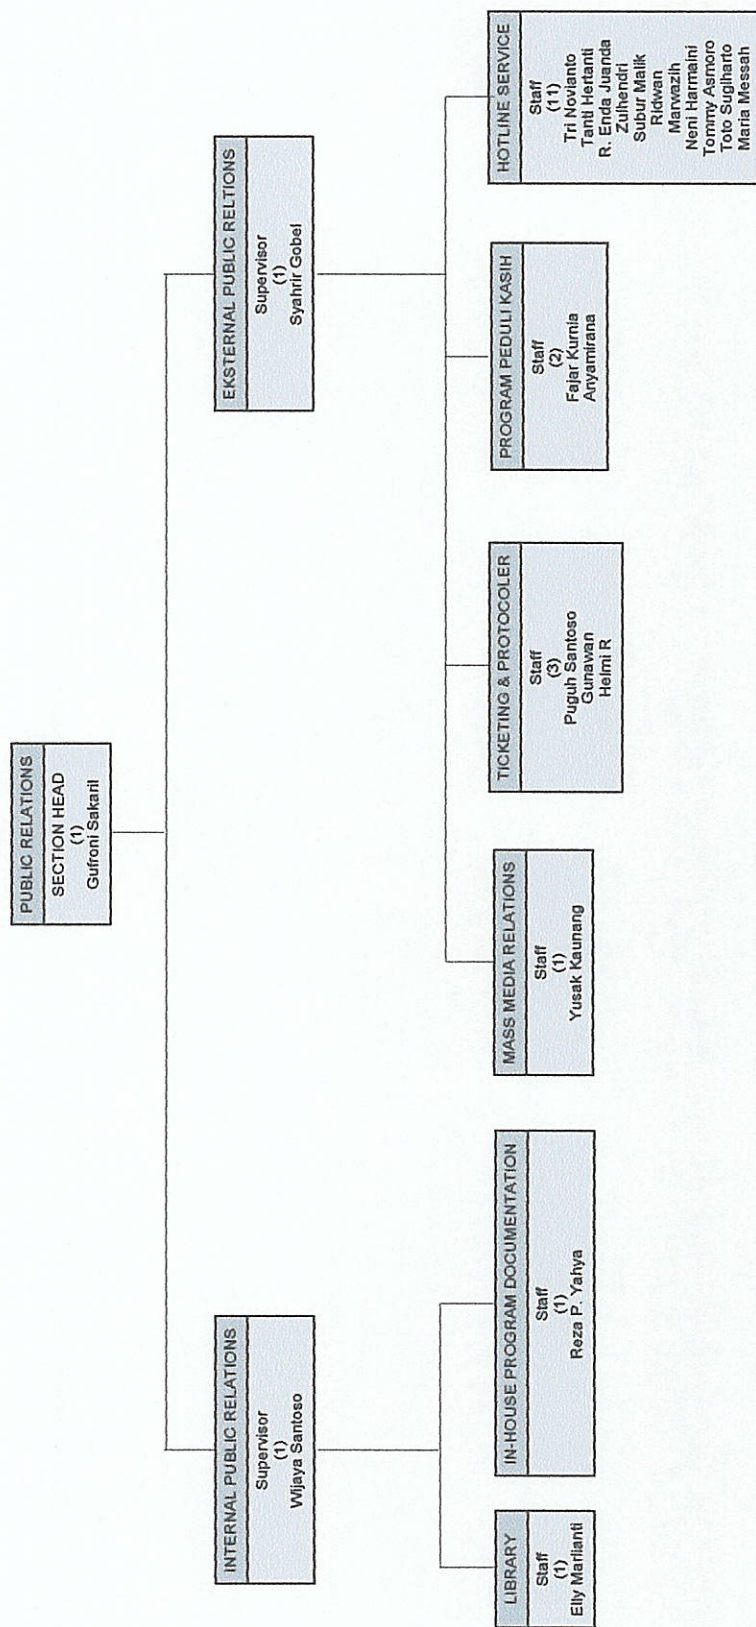 PUBLIC RELATIONS
SECTION HEAD
(1)
Gufroni Sakaril
INTERNAL PUBLIC RELATIONS
Supervisor
(1)
Wijaya Santoso
EKSTERNAL PUBLIC RELTIONS
Supervisor
(1)
Syahrir Gobel
LIBRARY
Staff
(1)
Elly Marlianti
IN-HOUSE PROGRAM DOCUMENTATION
Staff
(1)
Reza P. Yahya
MASS MEDIA RELATIONS
Staff
(1)
Yusak Kaunang
TICKETING & PROTOCOLER
Staff
(3)
Puguh Santoso
Gunawan
Helmi R
PROGRAM PEDULI KASIH
Staff
(2)
Fajar Kurnia
Anyamirana
HOTLINE SERVICE
Staff
(11)
Tri Novianto
Tanti Hertanti
R. Enda Juanda
Zulhendri
Subur Malik
Ridwan
Marwazih
Neni Harmaini
Tommy Asmoro
Toto Sugiharto
Maria Messah